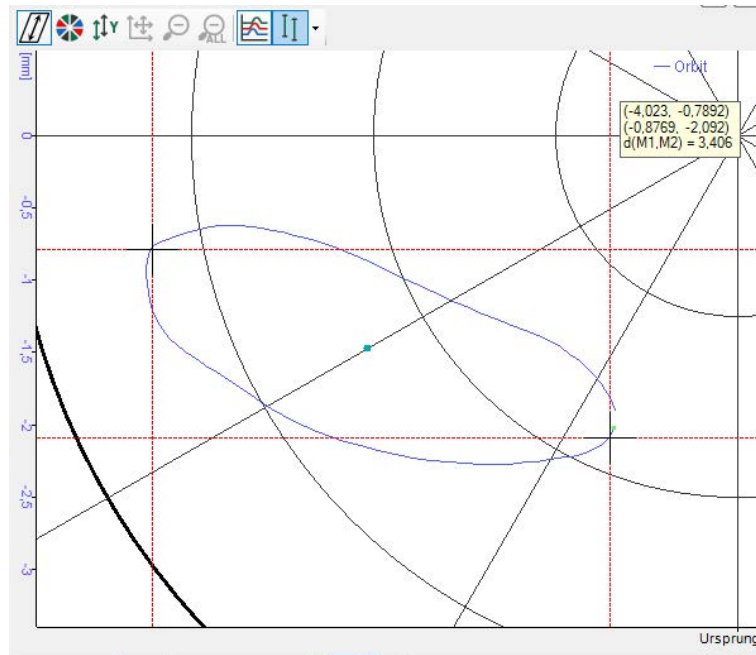 Y
ALL
[mm]
Orbit
(-4,023, -0,7892)
(-0,8769, -2,092)
d(M1,M2) = 3,406
0
-0,5
-1
-1,5
-2
-2,5
-3
Ursprung